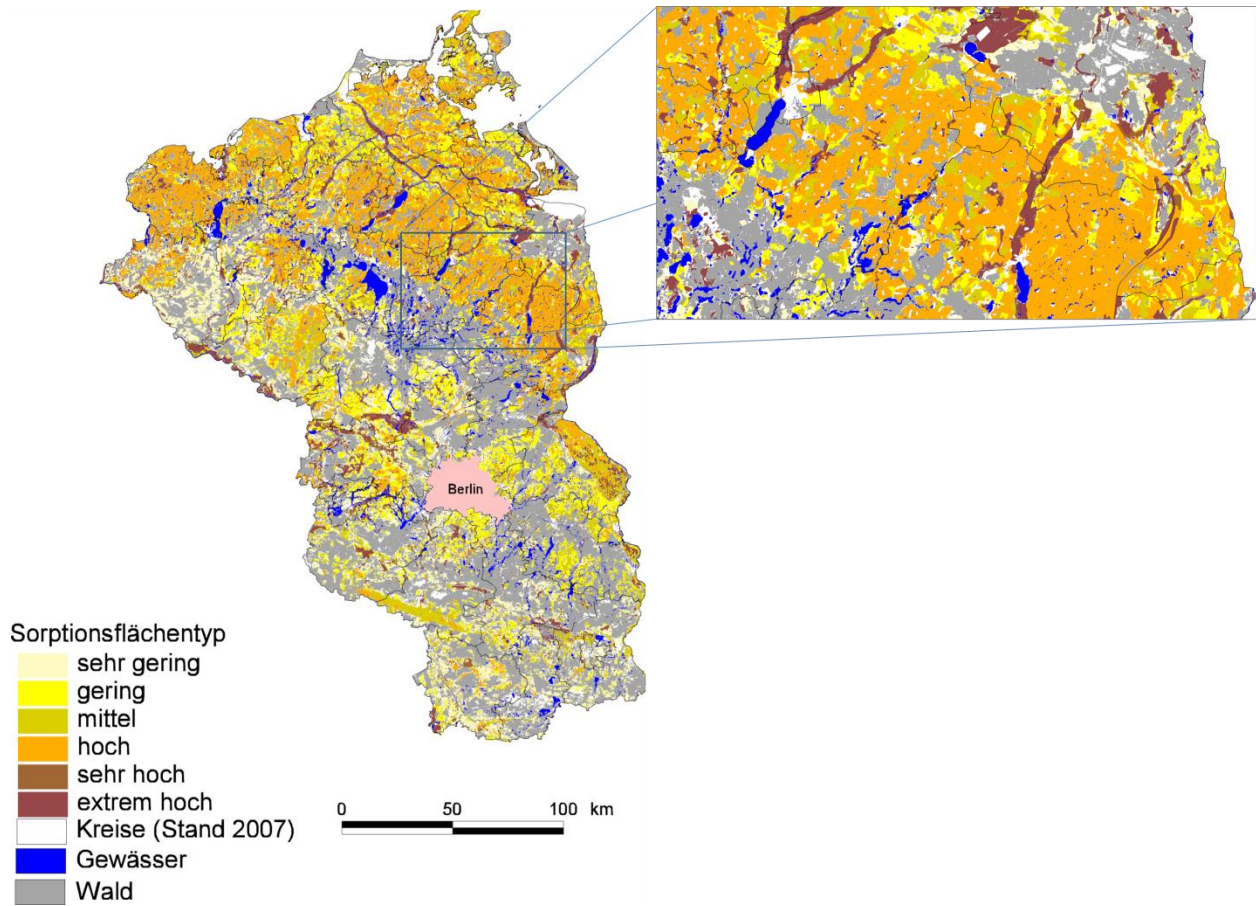 Berlin
Sorptionsflächentyp
sehr gering
gering
mittel
hoch
sehr hoch
extrem hoch
Kreise (Stand 2007)
Gewässer
Wald
0 50 100 km